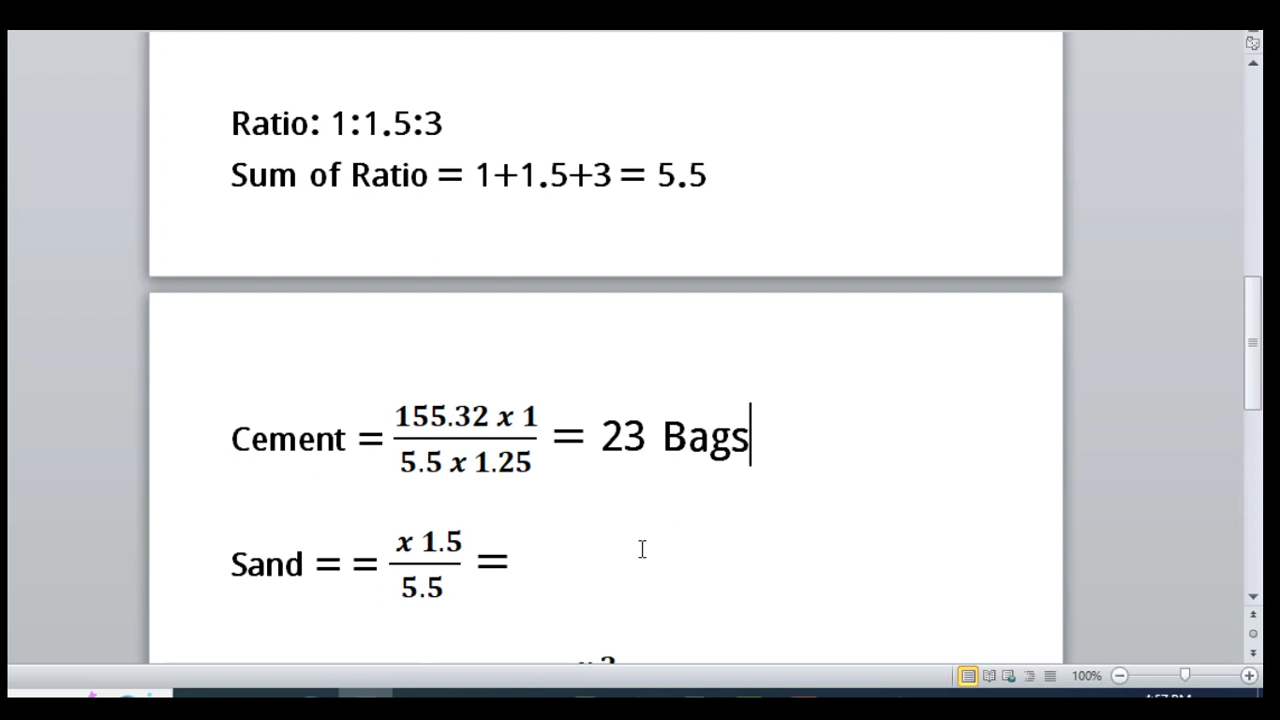 Ratio: 1:1.5:3
Sum of Ratio = 1+1.5+3 = 5.5
Cement = 155.32 x 1 / 5.5 x 1.25 = 23 Bags
Sand = = x 1.5 / 5.5 =
100%